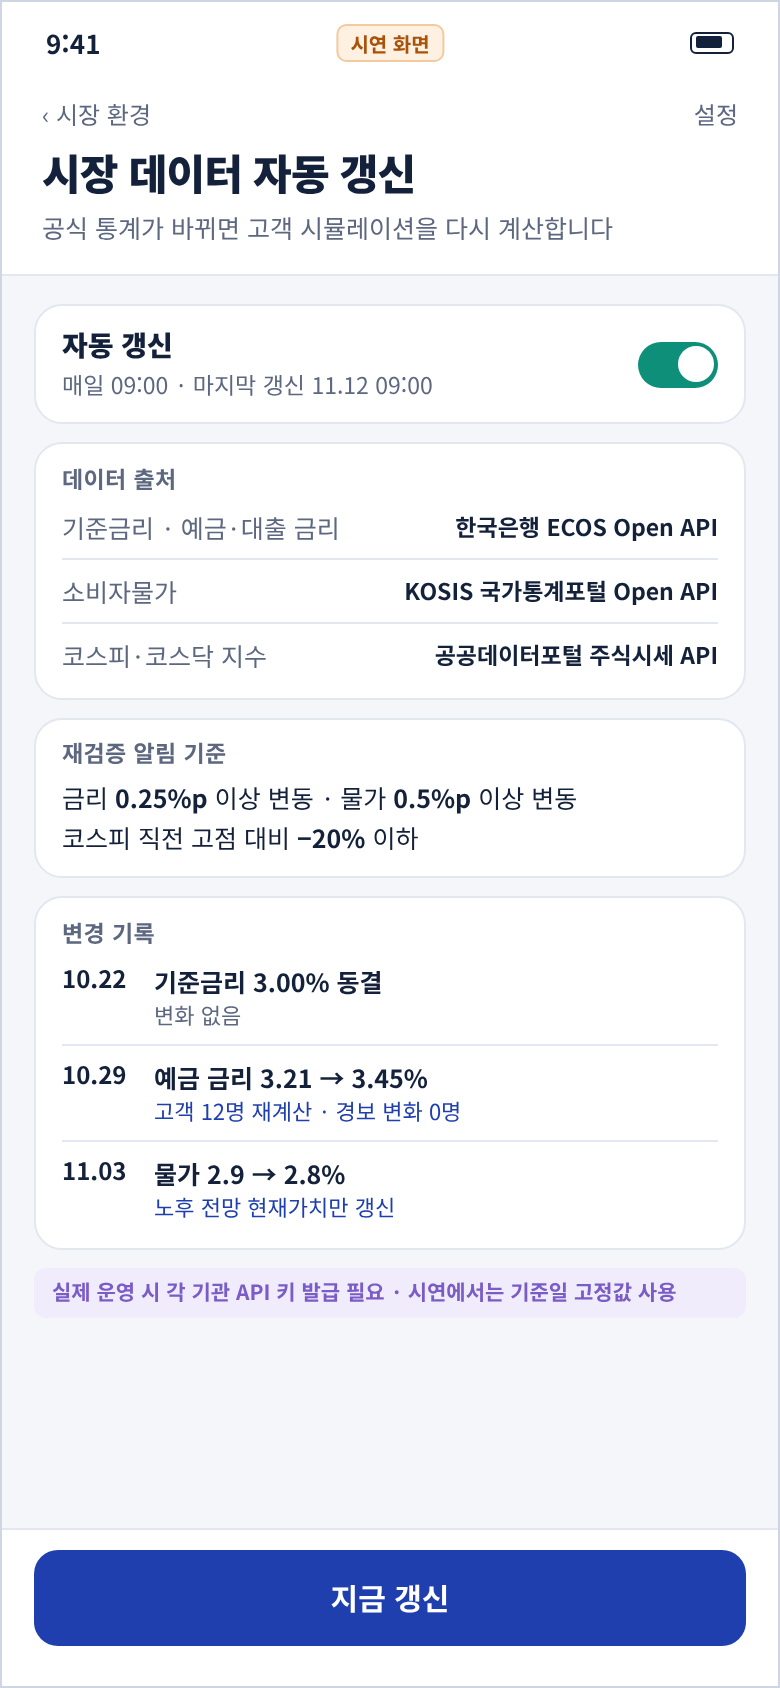 9:41
시연 화면
‹ 시장 환경
설정
시장 데이터 자동 갱신
공식 통계가 바뀌면 고객 시뮬레이션을 다시 계산합니다
자동 갱신
매일 09:00 · 마지막 갱신 11.12 09:00
데이터 출처
기준금리 · 예금·대출 금리
한국은행 ECOS Open API
소비자물가
KOSIS 국가통계포털 Open API
코스피·코스닥 지수
공공데이터포털 주식시세 API
재검증 알림 기준
금리 0.25%p 이상 변동 · 물가 0.5%p 이상 변동
코스피 직전 고점 대비 −20% 이하
변경 기록
10.22 기준금리 3.00% 동결
변화 없음
10.29 예금 금리 3.21 → 3.45%
고객 12명 재계산 · 경보 변화 0명
11.03 물가 2.9 → 2.8%
노후 전망 현재가치만 갱신
실제 운영 시 각 기관 API 키 발급 필요 · 시연에서는 기준일 고정값 사용
지금 갱신